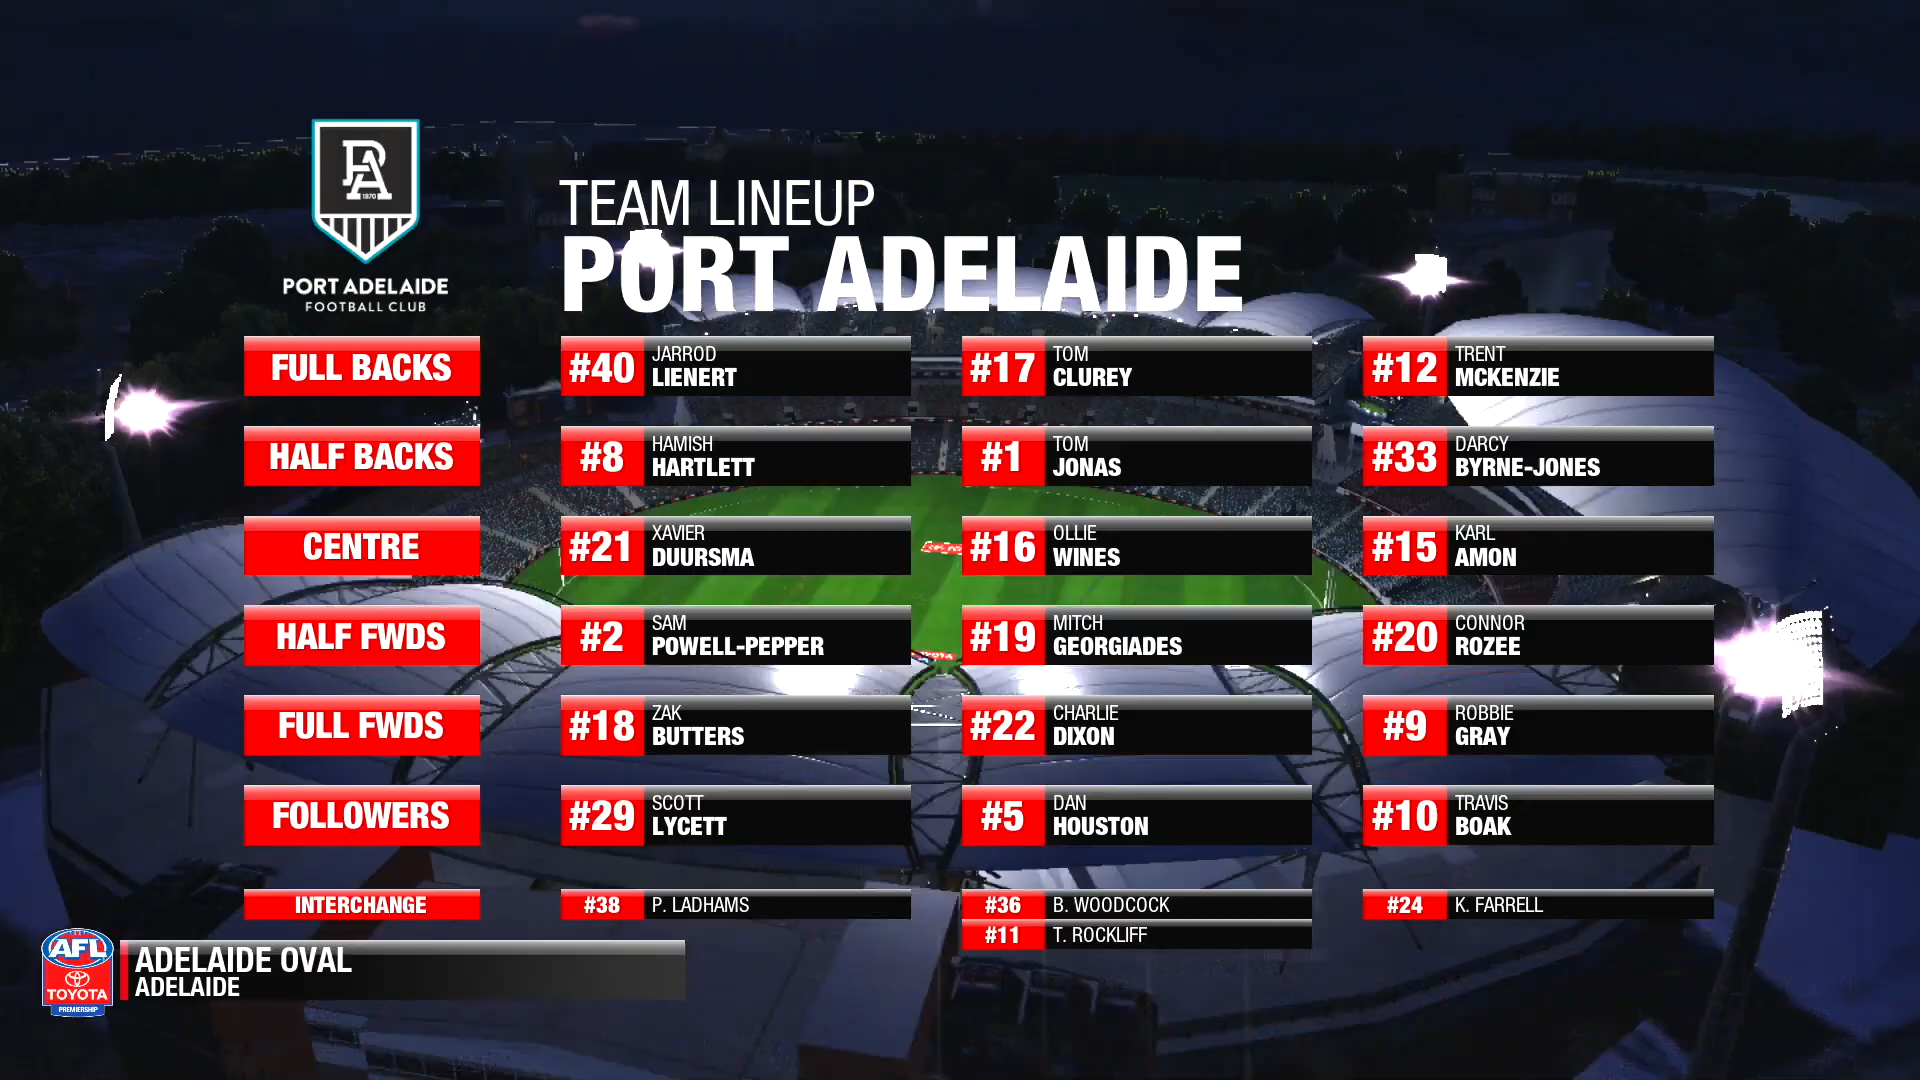 PA
1870
PORT ADELAIDE
FOOTBALL CLUB
TEAM LINEUP
PORT ADELAIDE
FULL BACKS
#40 JARROD LIENERT
#17 TOM CLUREY
#12 TRENT MCKENZIE
HALF BACKS
#8 HAMISH HARTLETT
#1 TOM JONAS
#33 DARCY BYRNE-JONES
CENTRE
#21 XAVIER DUURSMA
#16 OLLIE WINES
#15 KARL AMON
HALF FWDS
#2 SAM POWELL-PEPPER
#19 MITCH GEORGIADES
#20 CONNOR ROZEE
FULL FWDS
#18 ZAK BUTTERS
#22 CHARLIE DIXON
#9 ROBBIE GRAY
FOLLOWERS
#29 SCOTT LYCETT
#5 DAN HOUSTON
#10 TRAVIS BOAK
INTERCHANGE
#38 P. LADHAMS
#36 B. WOODCOCK
#24 K. FARRELL
#11 T. ROCKLIFF
AFL
TOYOTA
PREMIERSHIP
ADELAIDE OVAL
ADELAIDE